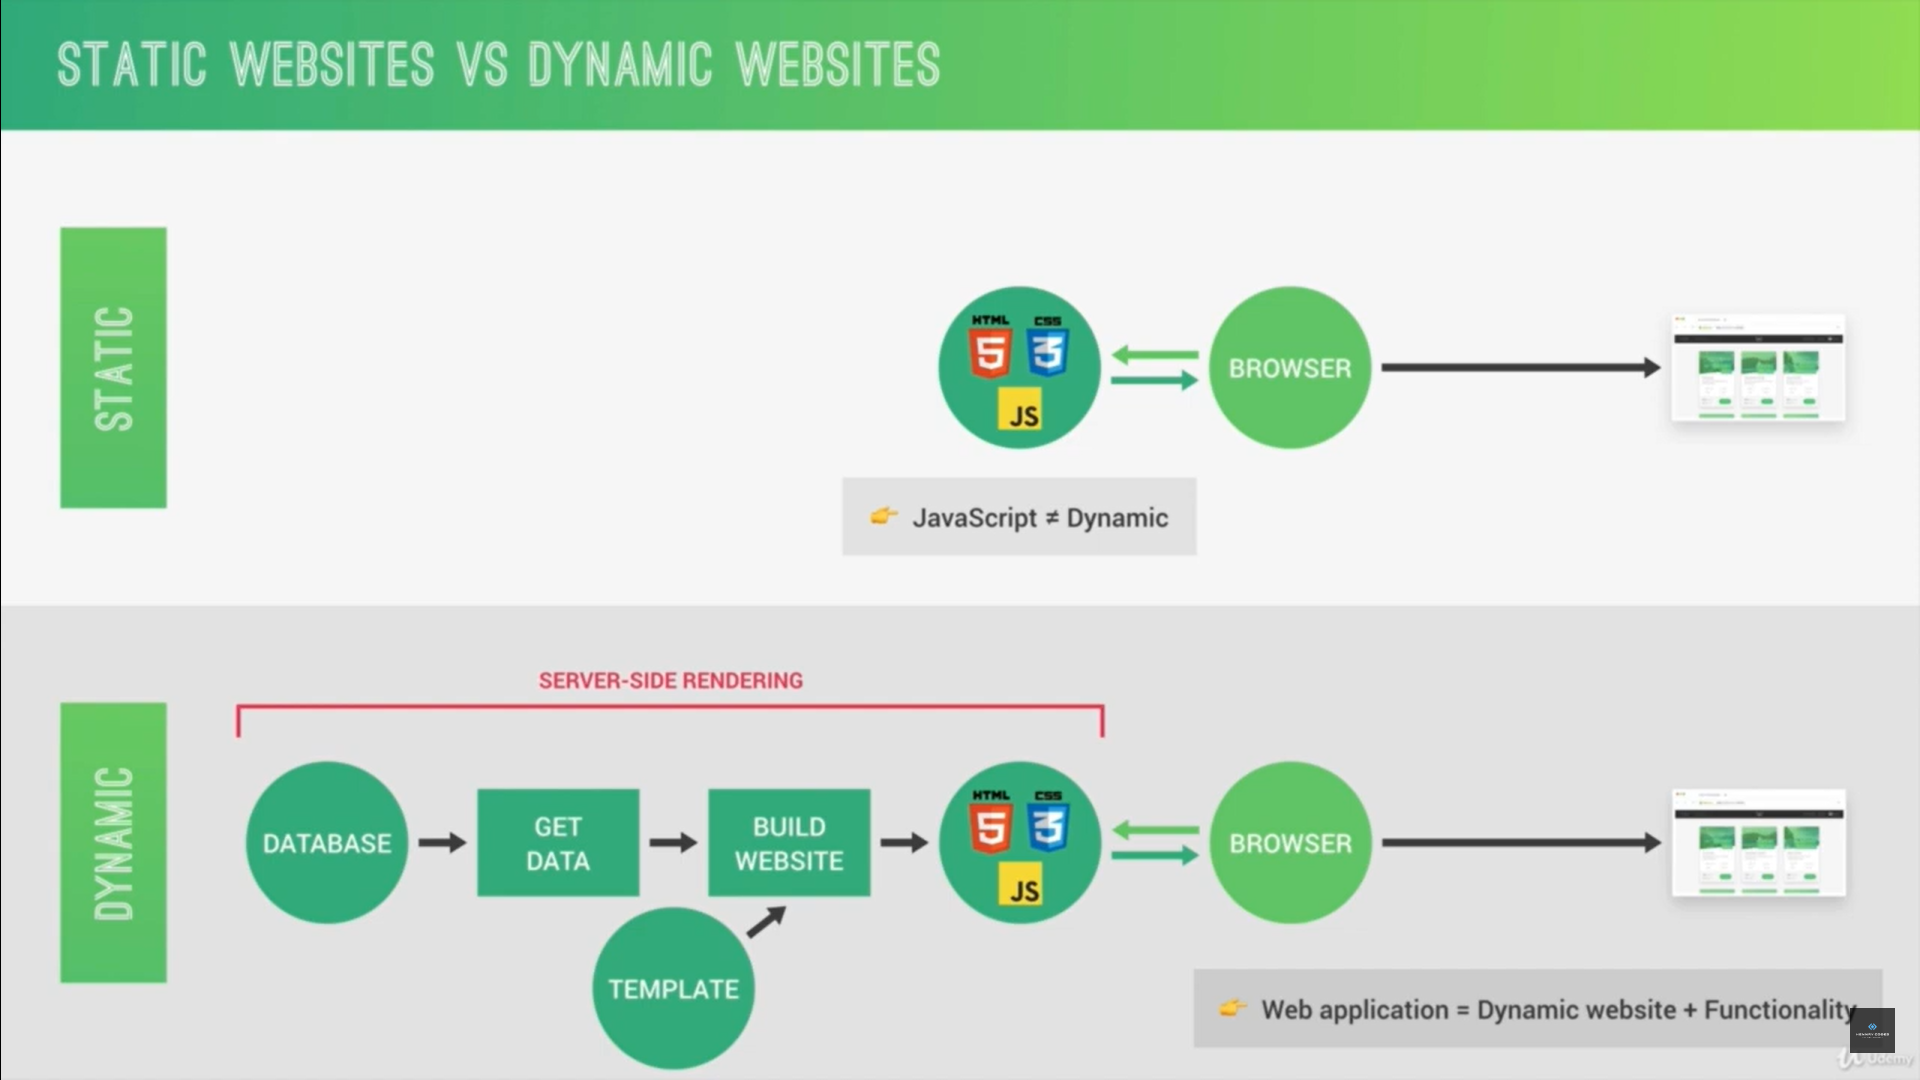 STATIC WEBSITES VS DYNAMIC WEBSITES
STATIC
HTML
5
CSS
3
JS
BROWSER
👉 JavaScript ≠ Dynamic
DYNAMIC
SERVER-SIDE RENDERING
DATABASE
GET
DATA
BUILD
WEBSITE
TEMPLATE
HTML
5
CSS
3
JS
BROWSER
👉 Web application = Dynamic website + Functionality
Udemy